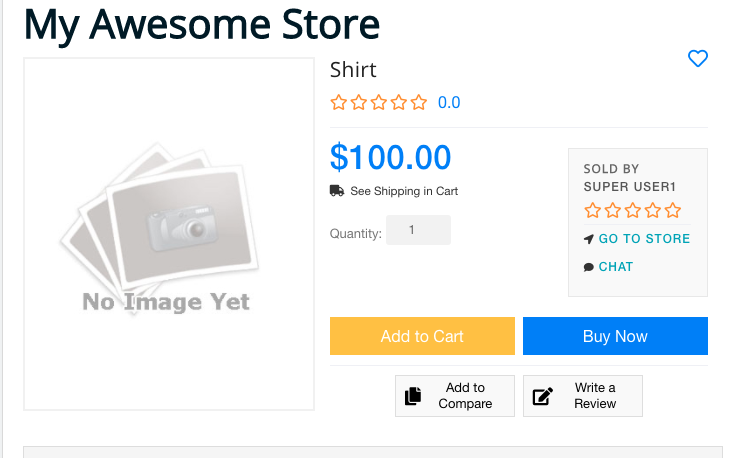 My Awesome Store
Shirt
0.0
$100.00
See Shipping in Cart
Quantity: 1
SOLD BY
SUPER USER1
GO TO STORE
CHAT
No Image Yet
Add to Cart
Buy Now
Add to
Compare
Write a
Review